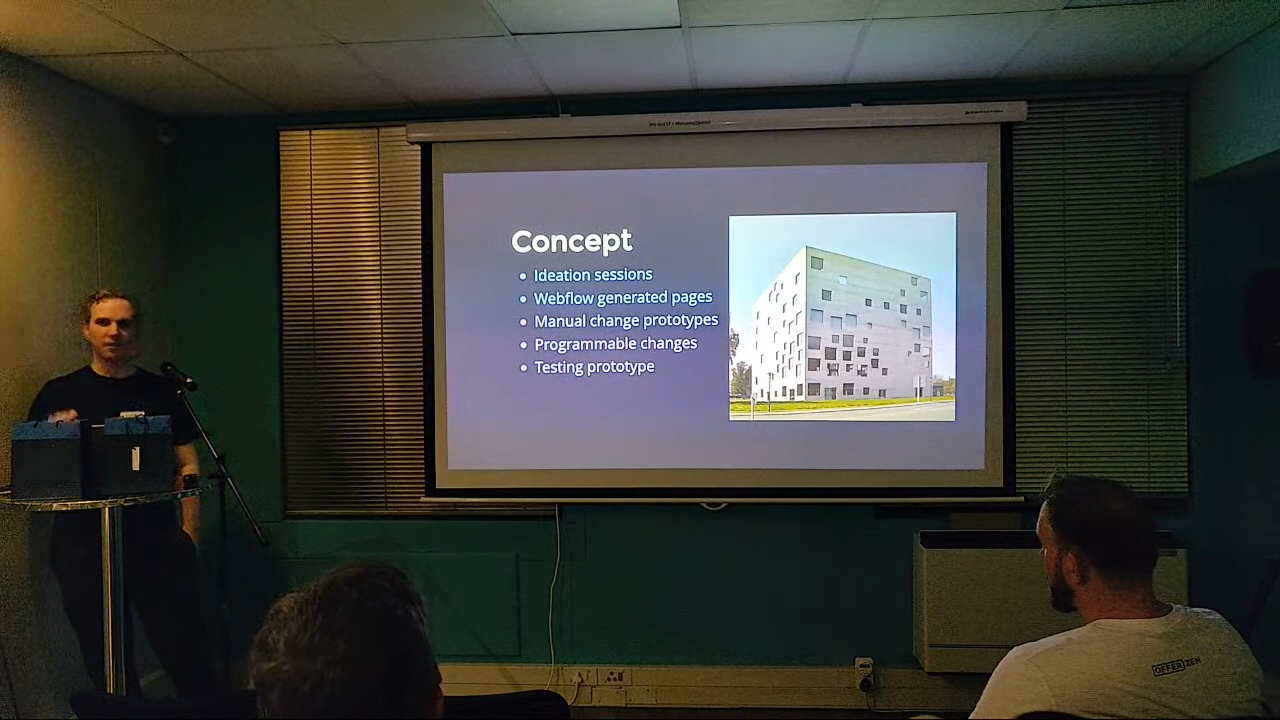 Concept
Ideation sessions
Webflow generated pages
Manual change prototypes
Programmable changes
Testing prototype
OFFERZEN